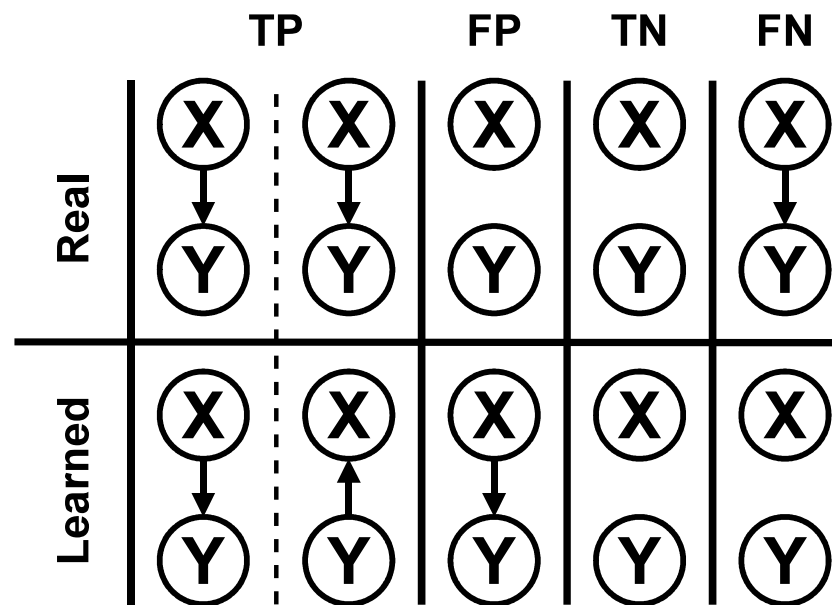 TP FP TN FN
Real
X X X X X
Y Y Y Y Y
Learned
X X X X X
Y Y Y Y Y